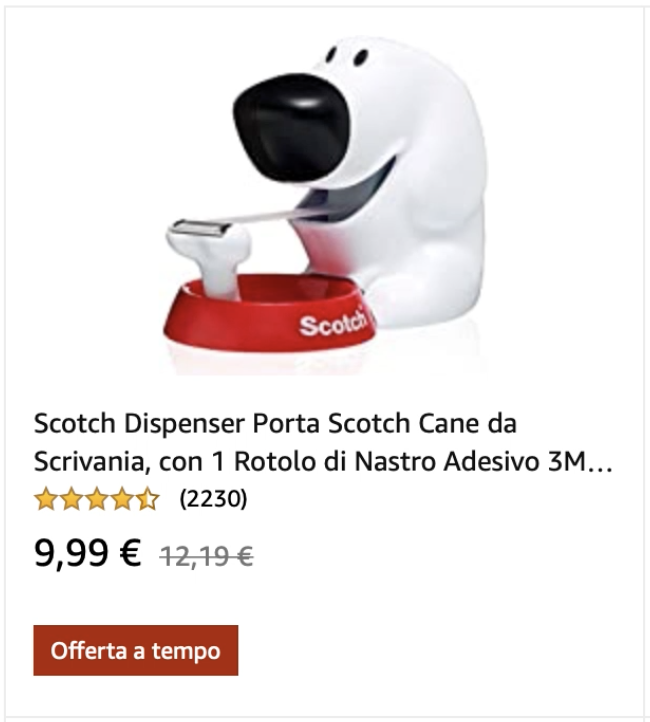 Scotch
Scotch Dispenser Porta Scotch Cane da
Scrivania, con 1 Rotolo di Nastro Adesivo 3M...
(2230)
9,99 € 12,19 €
Offerta a tempo